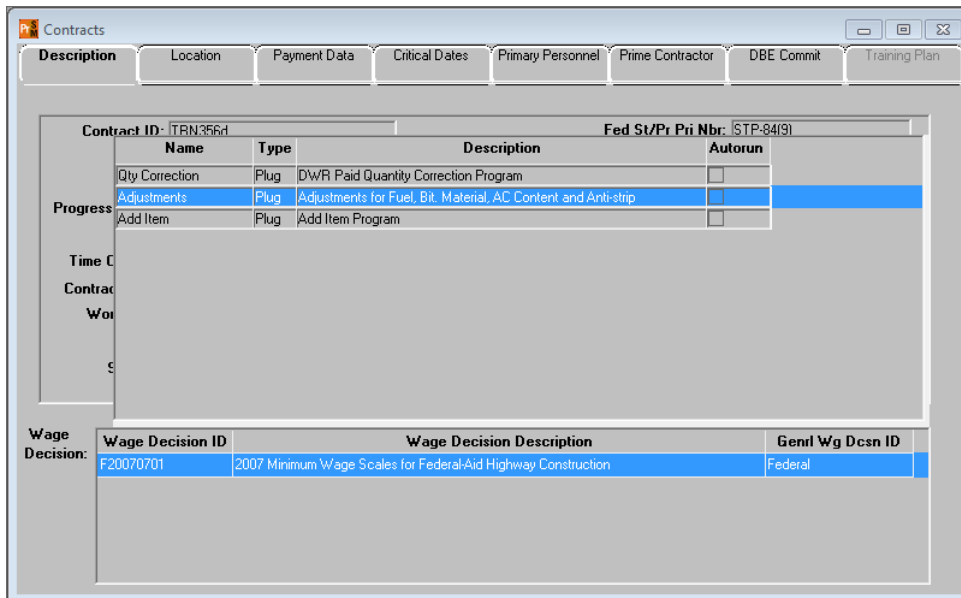 Contracts
Description Location Payment Data Critical Dates Primary Personnel Prime Contractor DBE Commit Training Plan
Contract ID: TRN356d Fed St/Pr Prj Nbr: STP-84(9)
Name Type Description Autorun
Qty Correction Plug DWR Paid Quantity Correction Program
Adjustments Plug Adjustments for Fuel, Bit. Material, AC Content and Anti-strip
Progress
Add Item Plug Add Item Program
Time
Wage Decision:
Wage Decision ID Wage Decision Description Genrl Wg Dcsn ID
F20070701 2007 Minimum Wage Scales for Federal-Aid Highway Construction Federal